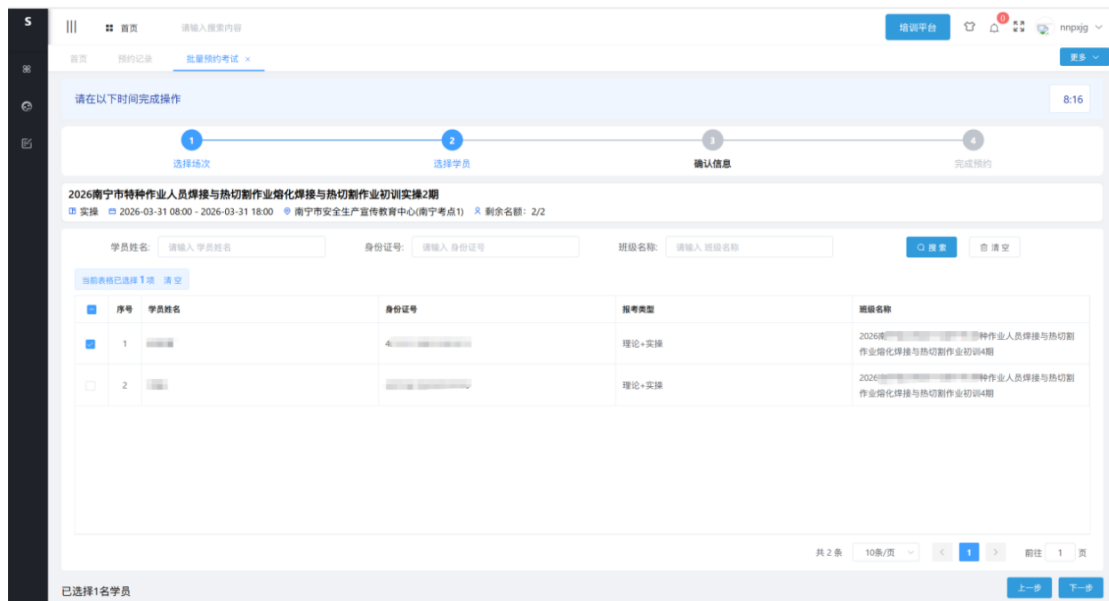 S
首页 请输入搜索内容 培训平台 0 nnpxjg
首页 预约记录 批量预约考试 × 更多
请在以下时间完成操作 8:16
1 2 3 4
选择场次 选择学员 确认信息 完成预约
2026南宁市特种作业人员焊接与热切割作业熔化焊接与热切割作业初训实操2期
实操 2026-03-31 08:00 - 2026-03-31 18:00 南宁市安全生产宣传教育中心(南宁考点1) 剩余名额: 2/2
学员姓名: 请输入 学员姓名 身份证号: 请输入 身份证号 班级名称: 请输入 班级名称 搜索 清空
当前表格已选择 1 项 清空
序号 学员姓名 身份证号 报考类型 班级名称
1 4 理论+实操 2026 种作业人员焊接与热切割
作业熔化焊接与热切割作业初训4期
2 理论+实操 2026 种作业人员焊接与热切割
作业熔化焊接与热切割作业初训4期
共 2 条 10条/页 < 1 > 前往 1 页
已选择1名学员 上一步 下一步